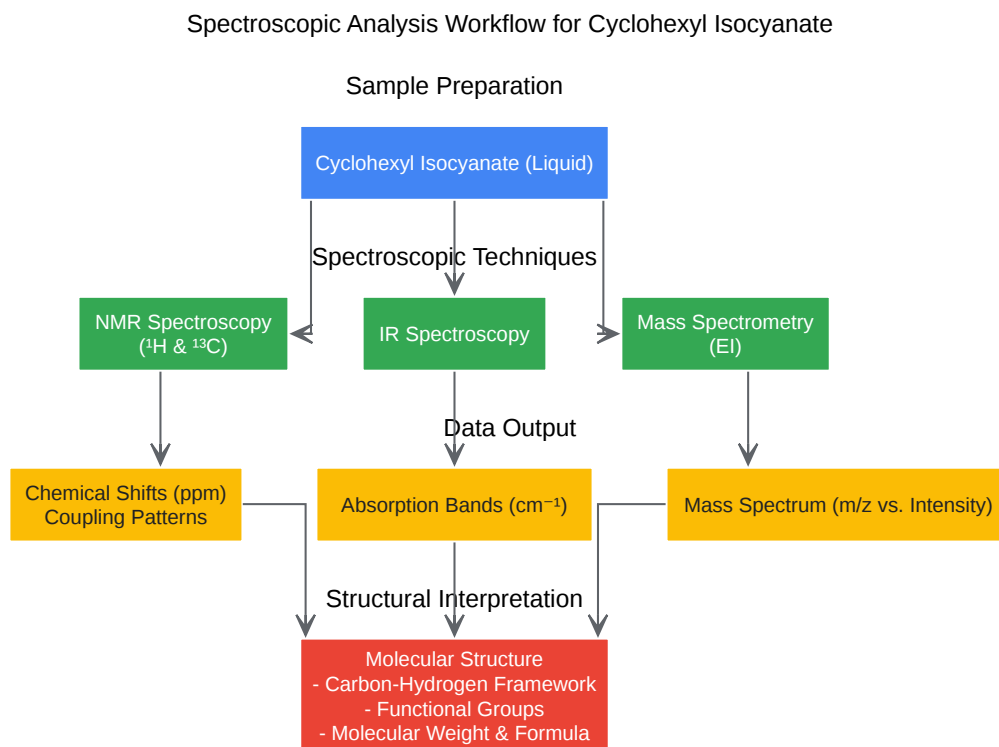 Spectroscopic Analysis Workflow for Cyclohexyl Isocyanate
Sample Preparation
Cyclohexyl Isocyanate (Liquid)
Spectroscopic Techniques
NMR Spectroscopy
(¹H & ¹³C)
IR Spectroscopy
Mass Spectrometry
(EI)
Data Output
Chemical Shifts (ppm)
Coupling Patterns
Absorption Bands (cm⁻¹)
Mass Spectrum (m/z vs. Intensity)
Structural Interpretation
Molecular Structure
- Carbon-Hydrogen Framework
- Functional Groups
- Molecular Weight & Formula